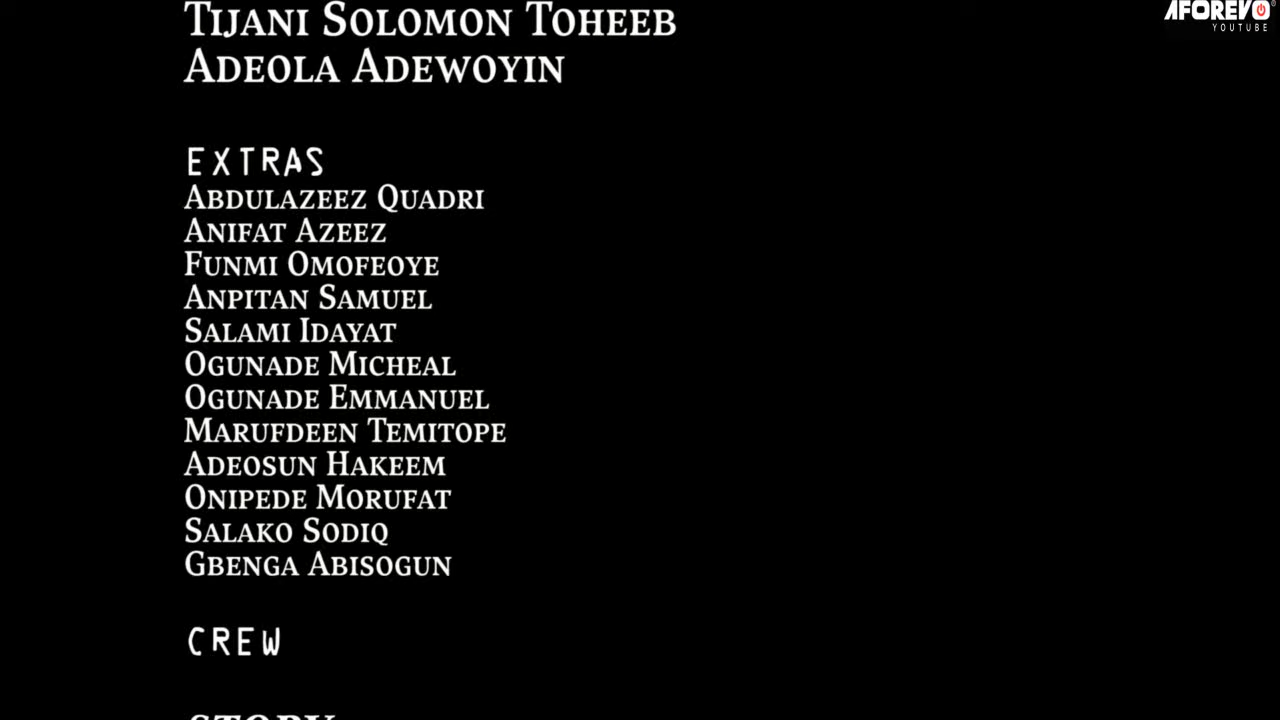 TIJANI SOLOMON TOHEEB
ADEOLA ADEWOYIN
AFOREVO
YOUTUBE
EXTRAS
ABDULAZEEZ QUADRI
ANIFAT AZEEZ
FUNMI OMOFEOYE
ANPITAN SAMUEL
SALAMI IDAYAT
OGUNADE MICHEAL
OGUNADE EMMANUEL
MARUFDEEN TEMITOPE
ADEOSUN HAKEEM
ONIPEDE MORUFAT
SALAKO SODIQ
GBENGA ABISOGUN
CREW
STORY